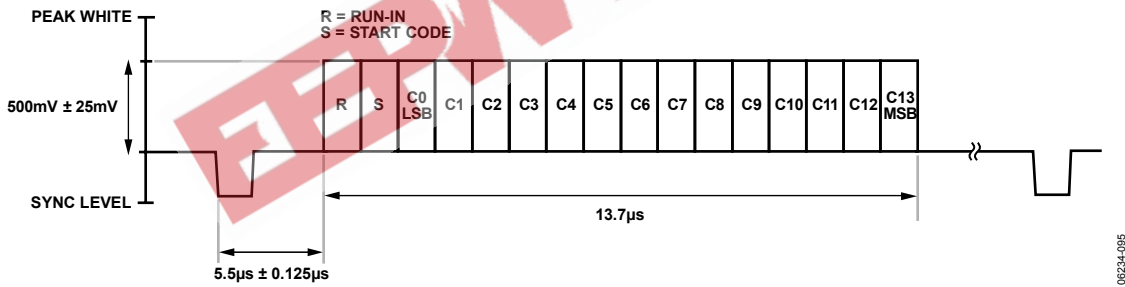 PEAK WHITE
R = RUN-IN
S = START CODE
500mV ± 25mV
R S C0 LSB C1 C2 C3 C4 C5 C6 C7 C8 C9 C10 C11 C12 C13 MSB
SYNC LEVEL
13.7µs
5.5µs ± 0.125µs
06234-095
EEPW